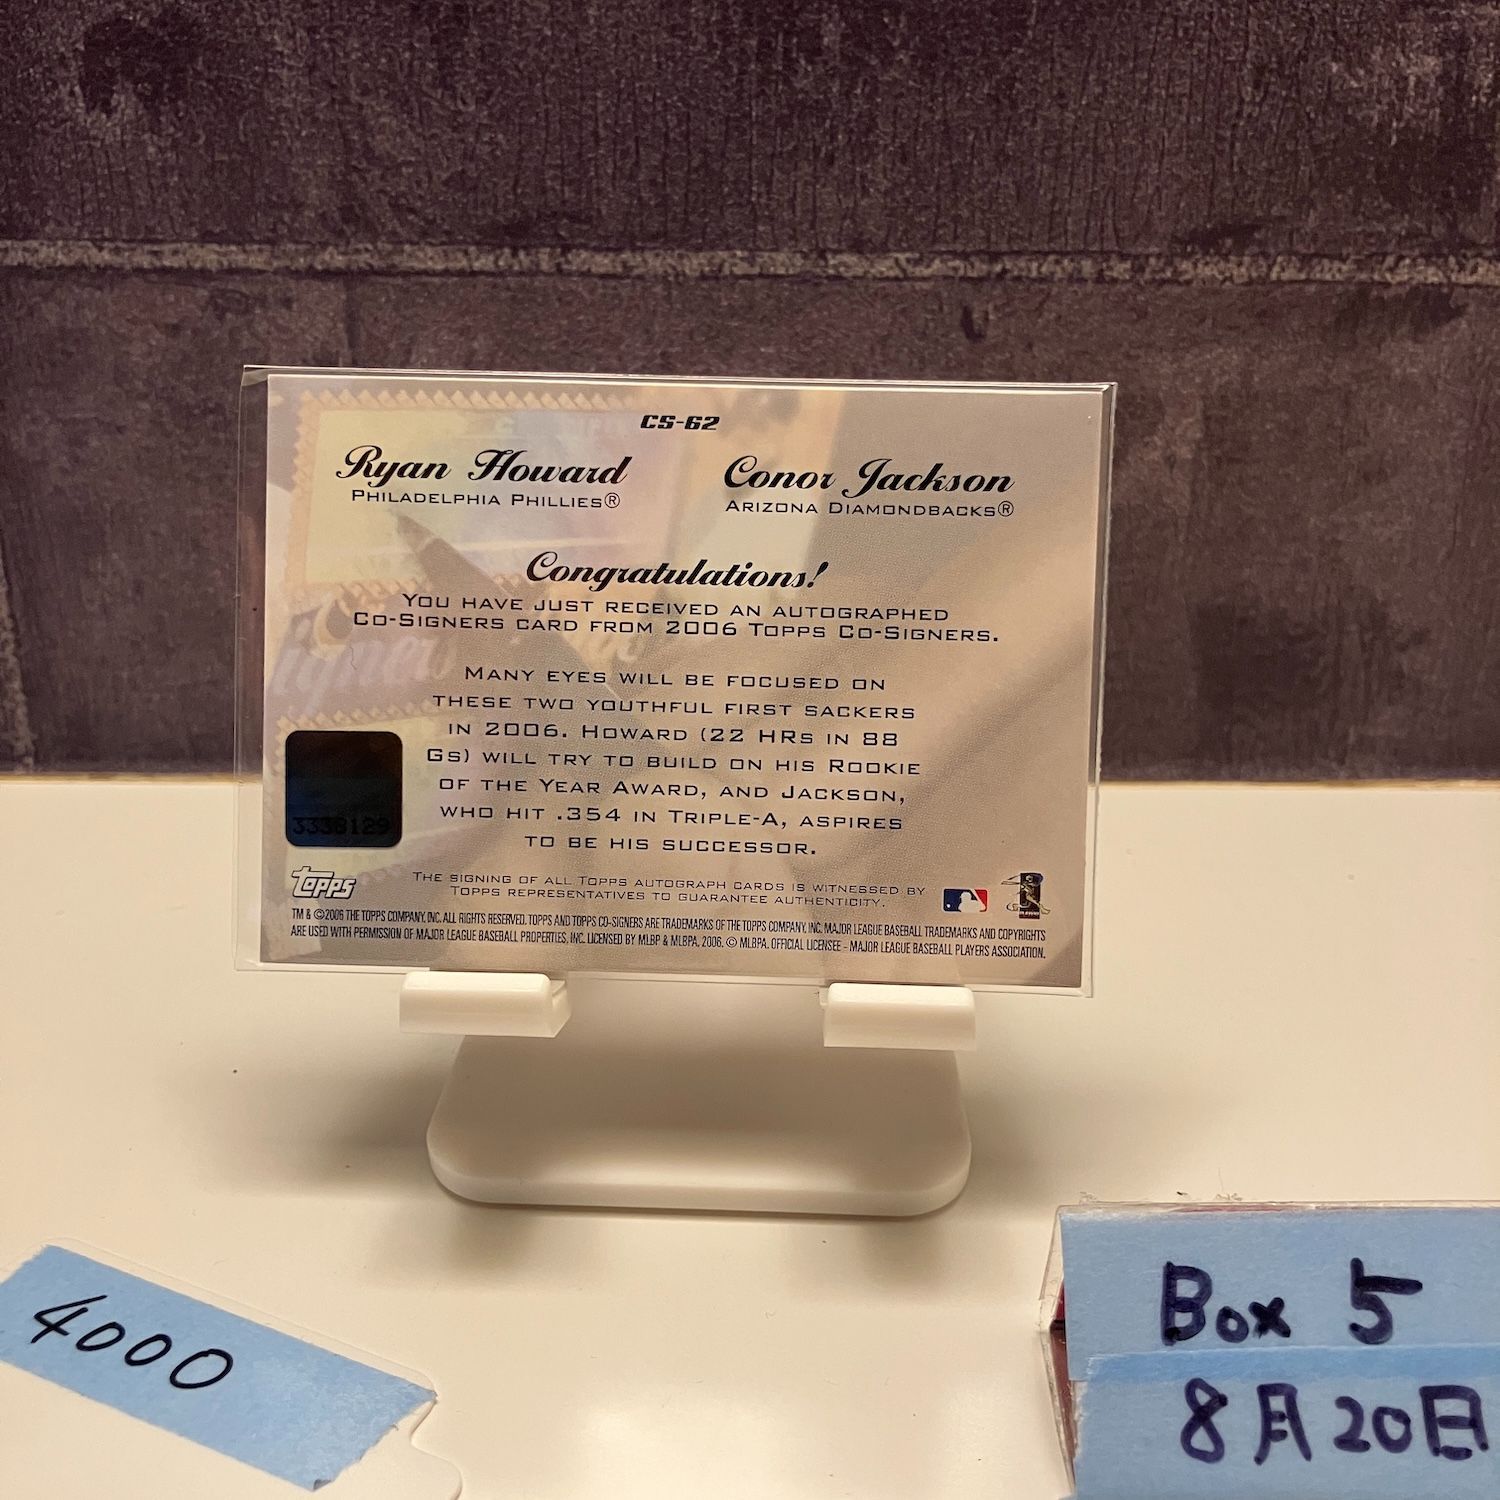 CS-62
Ryan Howard
Philadelphia Phillies®
Conor Jackson
Arizona Diamondbacks®
Congratulations!
You have just received an autographed
Co-Signers card from 2006 Topps Co-Signers.
Many eyes will be focused on
these two youthful first sackers
in 2006. Howard (22 HRs in 88
Gs) will try to build on his Rookie
of the Year Award, and Jackson,
who hit .354 in Triple-A, aspires
to be his successor.
3338129
Topps
The signing of all Topps autograph cards is witnessed by
Topps representatives to guarantee authenticity.
TM & ©2006 THE TOPPS COMPANY, INC. ALL RIGHTS RESERVED. TOPPS AND TOPPS CO-SIGNERS ARE TRADEMARKS OF THE TOPPS COMPANY, INC. MAJOR LEAGUE BASEBALL TRADEMARKS AND COPYRIGHTS
ARE USED WITH PERMISSION OF MAJOR LEAGUE BASEBALL PROPERTIES, INC. LICENSED BY MLBP & MLBPA, 2006. © MLBPA. OFFICIAL LICENSEE - MAJOR LEAGUE BASEBALL PLAYERS ASSOCIATION.
4000
Box 5
8月20日